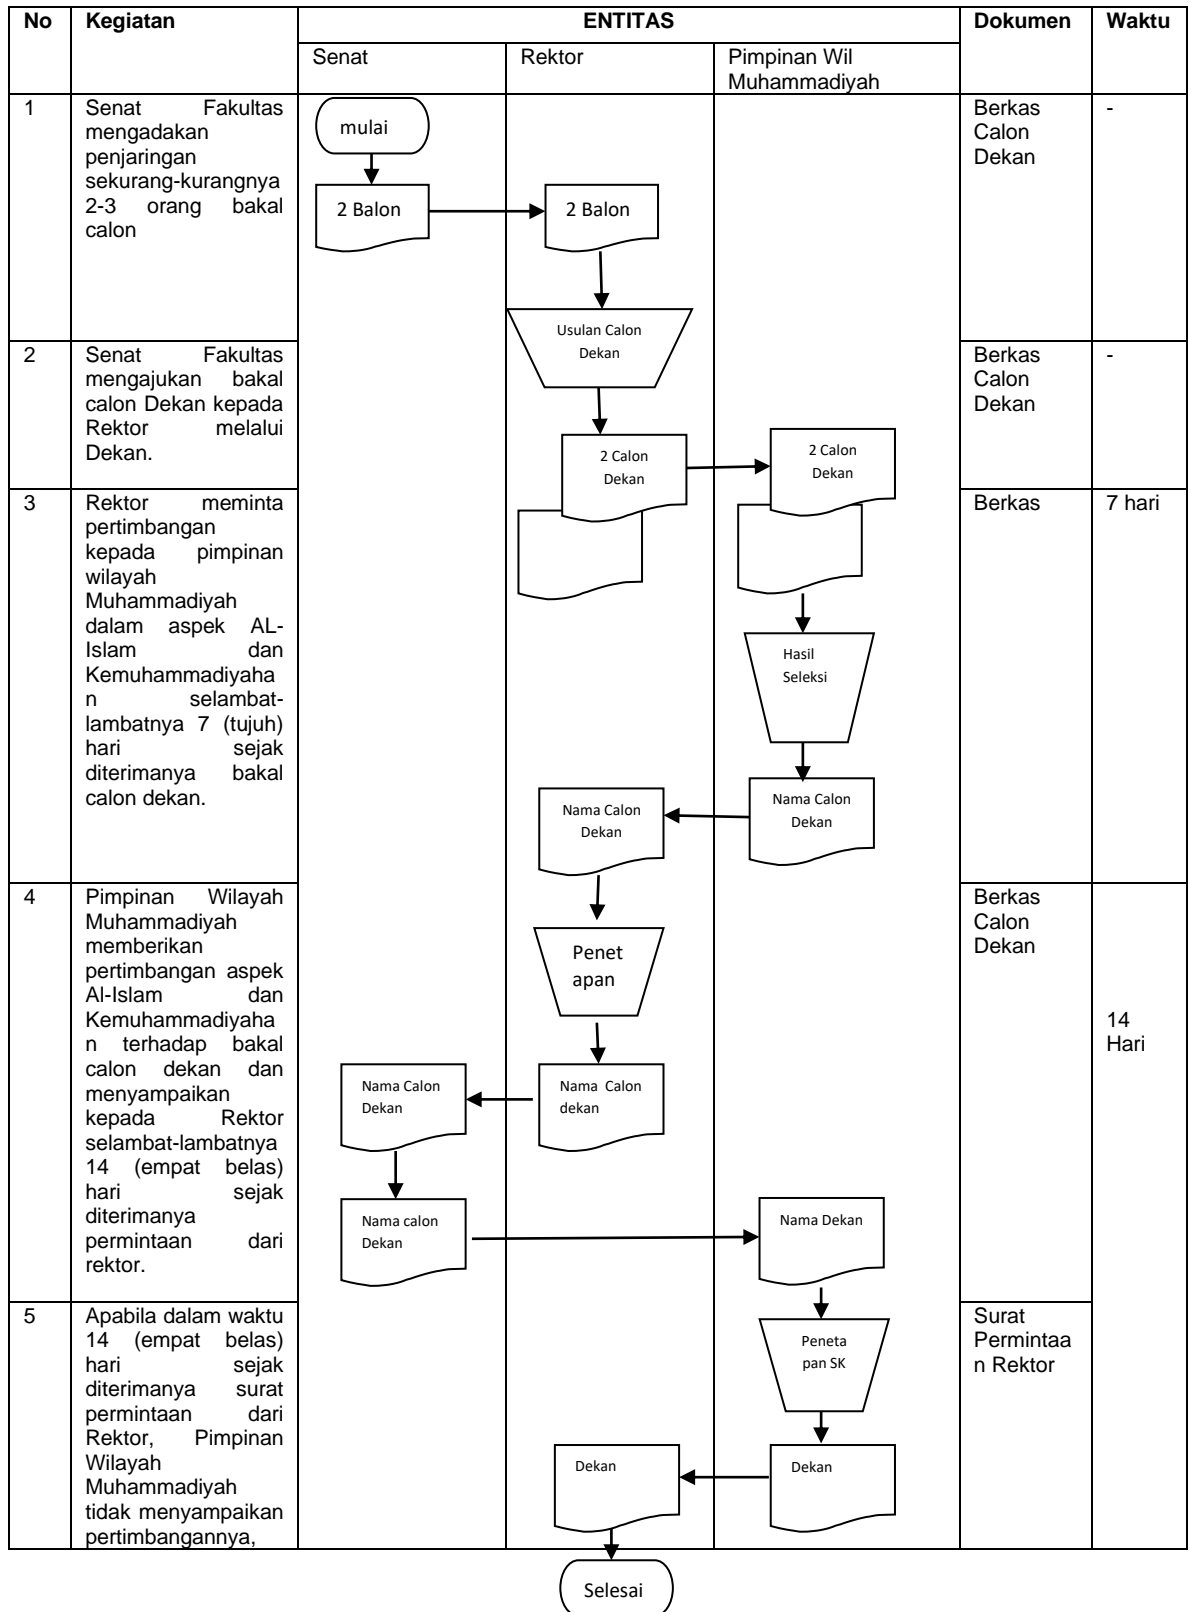 No Kegiatan ENTITAS Dokumen Waktu
Senat Rektor Pimpinan Wil
Muhammadiyah
1
Senat Fakultas
mengadakan
penjaringan
sekurang-kurangnya
2-3 orang bakal
calon
mulai
2 Balon
2 Balon
Usulan Calon
Dekan
Berkas
Calon
Dekan
-
2
Senat Fakultas
mengajukan bakal
calon Dekan kepada
Rektor melalui
Dekan.
2 Calon
Dekan
2 Calon
Dekan
Berkas
Calon
Dekan
-
3
Rektor meminta
pertimbangan
kepada pimpinan
wilayah
Muhammadiyah
dalam aspek AL-
Islam dan
Kemuhammadiyaha
n selambat-
lambatnya 7 (tujuh)
hari sejak
diterimanya bakal
calon dekan.
Hasil
Seleksi
Nama Calon
Dekan
Nama Calon
Dekan
Berkas
7 hari
4
Pimpinan Wilayah
Muhammadiyah
memberikan
pertimbangan aspek
Al-Islam dan
Kemuhammadiyaha
n terhadap bakal
calon dekan dan
menyampaikan
kepada Rektor
selambat-lambatnya
14 (empat belas)
hari sejak
diterimanya
permintaan dari
rektor.
Penet
apan
Nama Calon
Dekan
Nama Calon
dekan
Nama calon
Dekan
Nama Dekan
Berkas
Calon
Dekan
14
Hari
5
Apabila dalam waktu
14 (empat belas)
hari sejak
diterimanya surat
permintaan dari
Rektor, Pimpinan
Wilayah
Muhammadiyah
tidak menyampaikan
pertimbangannya,
Peneta
pan SK
Dekan
Dekan
Surat
Permintaa
n Rektor
Selesai